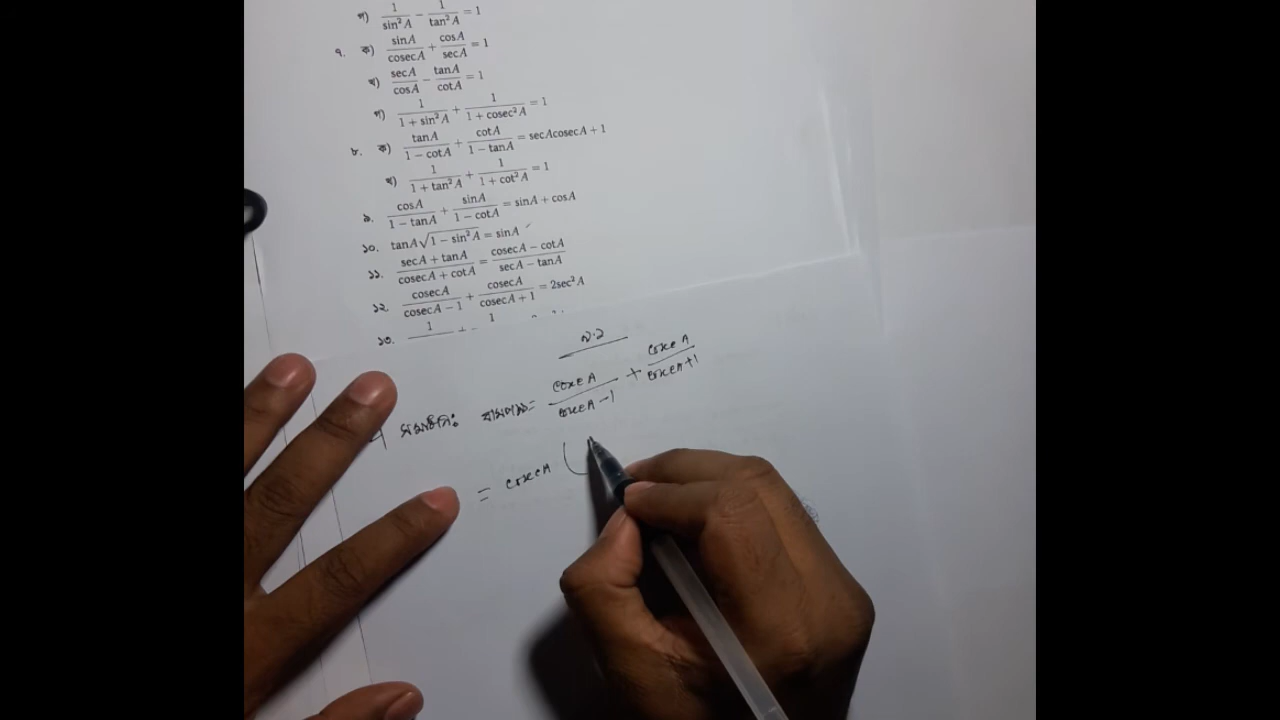 গ) 1/sin²A − 1/tan²A = 1
৭. ক) sinA/cosecA + cosA/secA = 1
খ) secA/cosA − tanA/cotA = 1
গ) 1/(1 + sin²A) + 1/(1 + cosec²A) = 1
৮. ক) tanA/(1 − cotA) + cotA/(1 − tanA) = secAcosecA + 1
খ) 1/(1 + tan²A) + 1/(1 + cot²A) = 1
৯. cosA/(1 − tanA) + sinA/(1 − cotA) = sinA + cosA
১০. tanA√(1 − sin²A) = sinA
১১. (secA + tanA)/(cosecA + cotA) = (cosecA − cotA)/(secA − tanA)
১২. cosecA/(cosecA − 1) + cosecA/(cosecA + 1) = 2sec²A
১৩. 1 + 1
৯.১
সমাধান: বামপক্ষ = cosecA/(cosecA − 1) + cosecA/(cosecA + 1)
= cosecA (